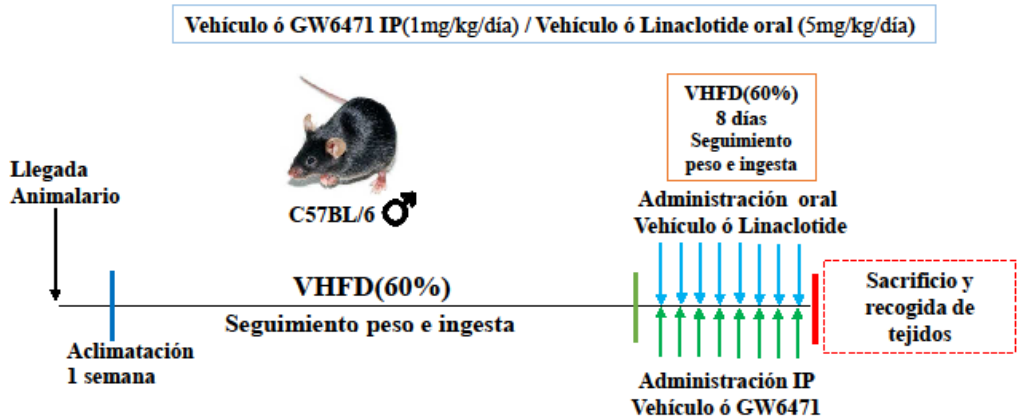 Vehículo ó GW6471 IP(1mg/kg/día) / Vehículo ó Linaclotide oral (5mg/kg/día)
VHFD(60%)
8 días
Seguimiento
peso e ingesta
Llegada
Animalario
C57BL/6
Administración oral
Vehículo ó Linaclotide
VHFD(60%)
Seguimiento peso e ingesta
Sacrificio y
recogida de
tejidos
Aclimatación
1 semana
Administración IP
Vehículo ó GW6471